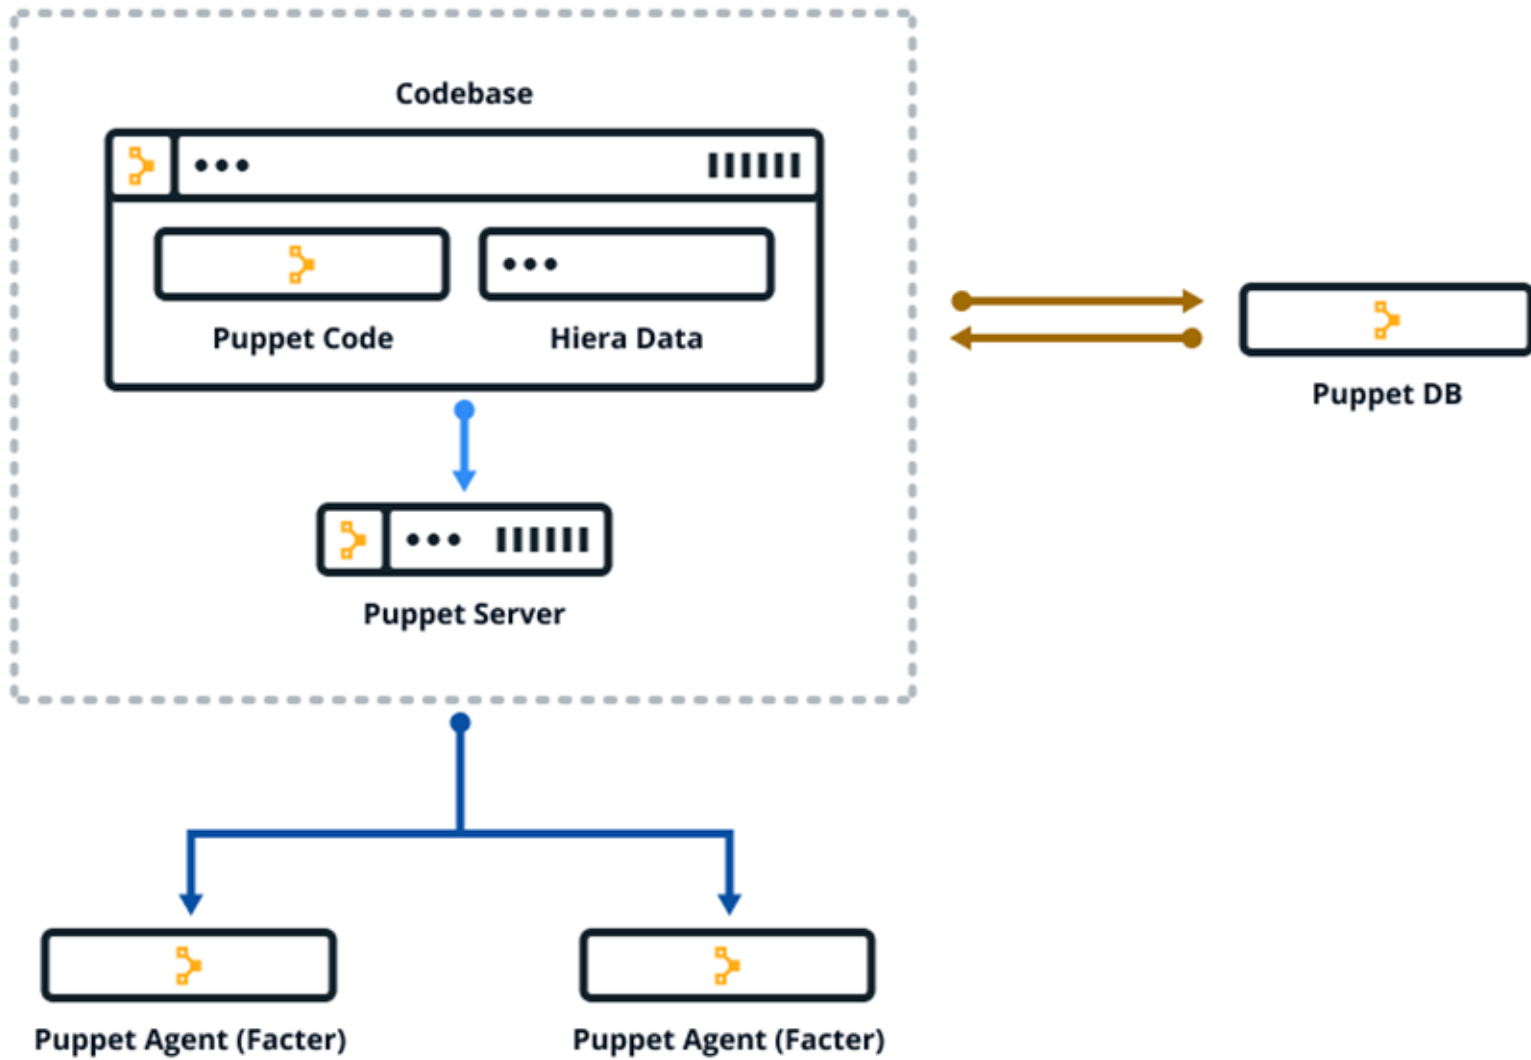 Codebase
Puppet Code
Hiera Data
Puppet DB
Puppet Server
Puppet Agent (Facter)
Puppet Agent (Facter)